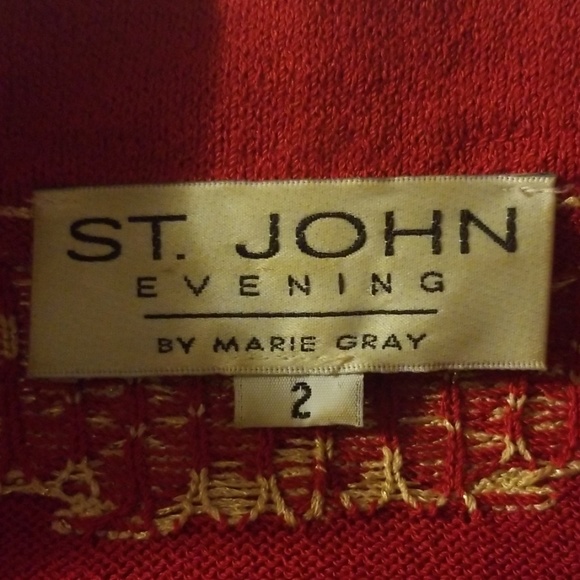 ST. JOHN
EVENING
BY MARIE GRAY
2